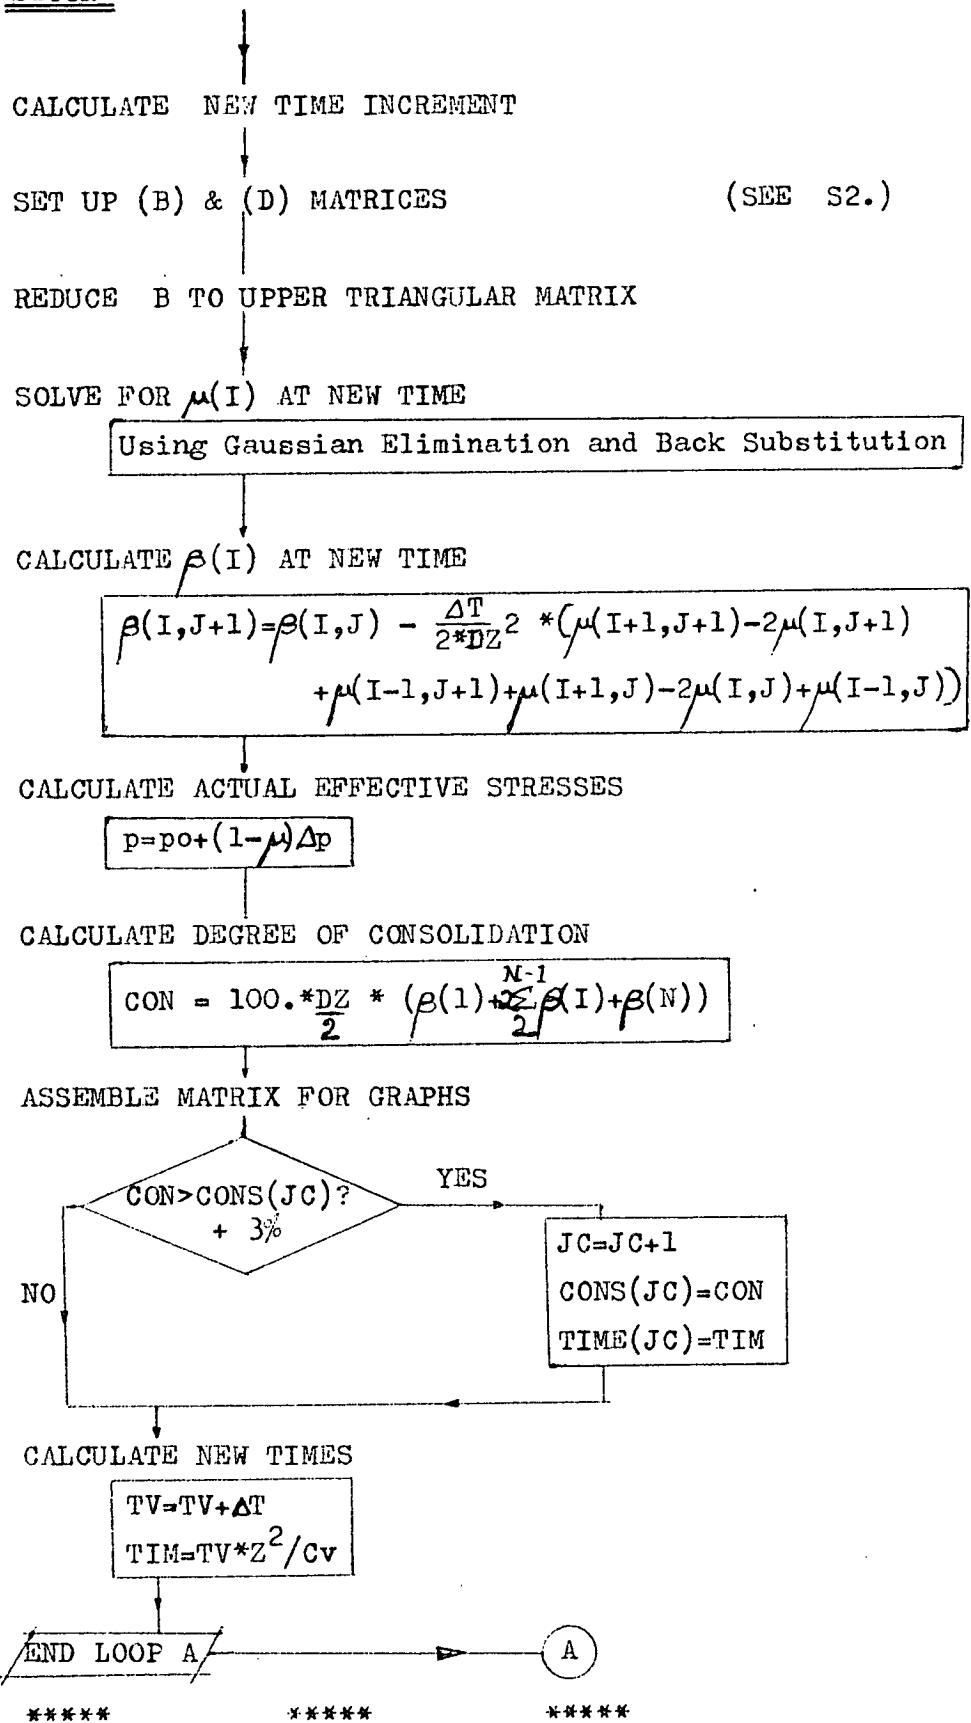 CALCULATE NEW TIME INCREMENT
SET UP (B) & (D) MATRICES (SEE S2.)
REDUCE B TO UPPER TRIANGULAR MATRIX
SOLVE FOR μ(I) AT NEW TIME
Using Gaussian Elimination and Back Substitution
CALCULATE β(I) AT NEW TIME
β(I,J+1)=β(I,J) - ΔT/2*DZ2 *(μ(I+1,J+1)-2μ(I,J+1)
+μ(I-1,J+1)+μ(I+1,J)-2μ(I,J)+μ(I-1,J))
CALCULATE ACTUAL EFFECTIVE STRESSES
p=po+(1-μ)Δp
CALCULATE DEGREE OF CONSOLIDATION
N-1
CON = 100.*DZ/2 * (β(1)+2Σβ(I)+β(N))
2
ASSEMBLE MATRIX FOR GRAPHS
CON>CONS(JC)?
+ 3%
YES
JC=JC+1
CONS(JC)=CON
TIME(JC)=TIM
NO
CALCULATE NEW TIMES
TV=TV+ΔT
TIM=TV*Z²/Cv
END LOOP A
A
***** ***** *****